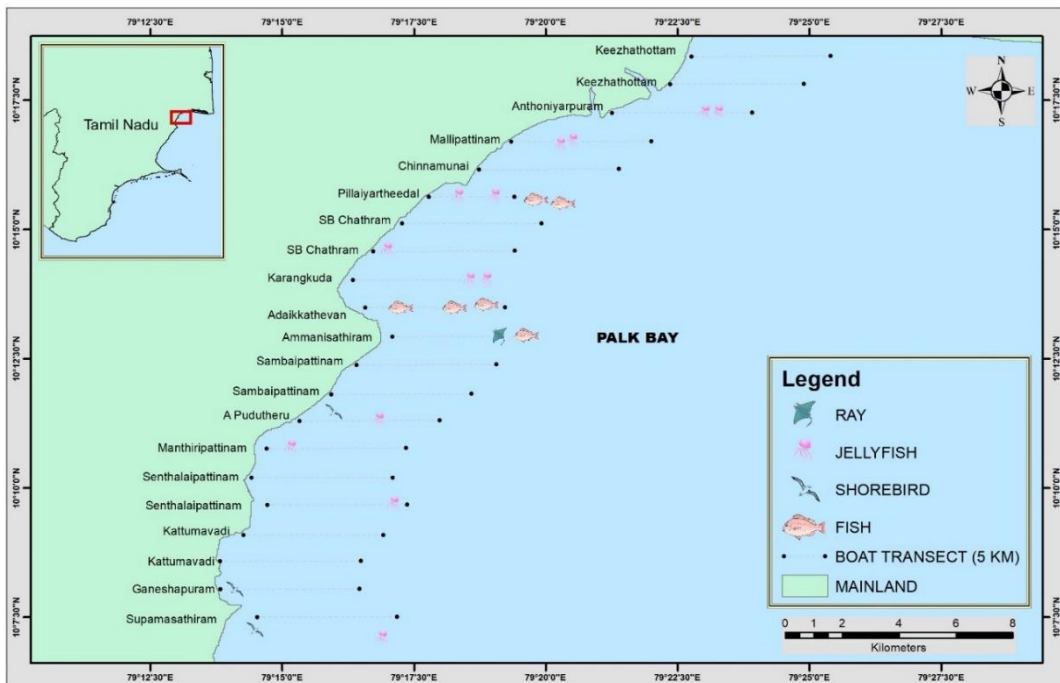 79°12'30"E 79°15'0"E 79°17'30"E 79°20'0"E 79°22'30"E 79°25'0"E 79°27'30"E
Tamil Nadu
N
W E
S
Keezhathottam
Keezhathottam
10°17'30"N 10°17'30"N
Anthoniyarpuram
Mallipattinam
Chinnamunai
Pillaiyartheedal
SB Chathram
10°15'0"N 10°15'0"N
SB Chathram
Karangkuda
Adaikkathevan
Ammanisathiram
PALK BAY
10°12'30"N 10°12'30"N
Sambaipattinam
Sambaipattinam
A Pudutheru
Manthiripattinam
Senthalaipattinam
10°10'0"N 10°10'0"N
Senthalaipattinam
Kattumavadi
Kattumavadi
Ganeshapuram
10°7'30"N 10°7'30"N
Supamasathiram
Legend
RAY
JELLYFISH
SHOREBIRD
FISH
BOAT TRANSECT (5 KM)
MAINLAND
0 1 2 4 6 8
Kilometers
79°12'30"E 79°15'0"E 79°17'30"E 79°20'0"E 79°22'30"E 79°25'0"E 79°27'30"E